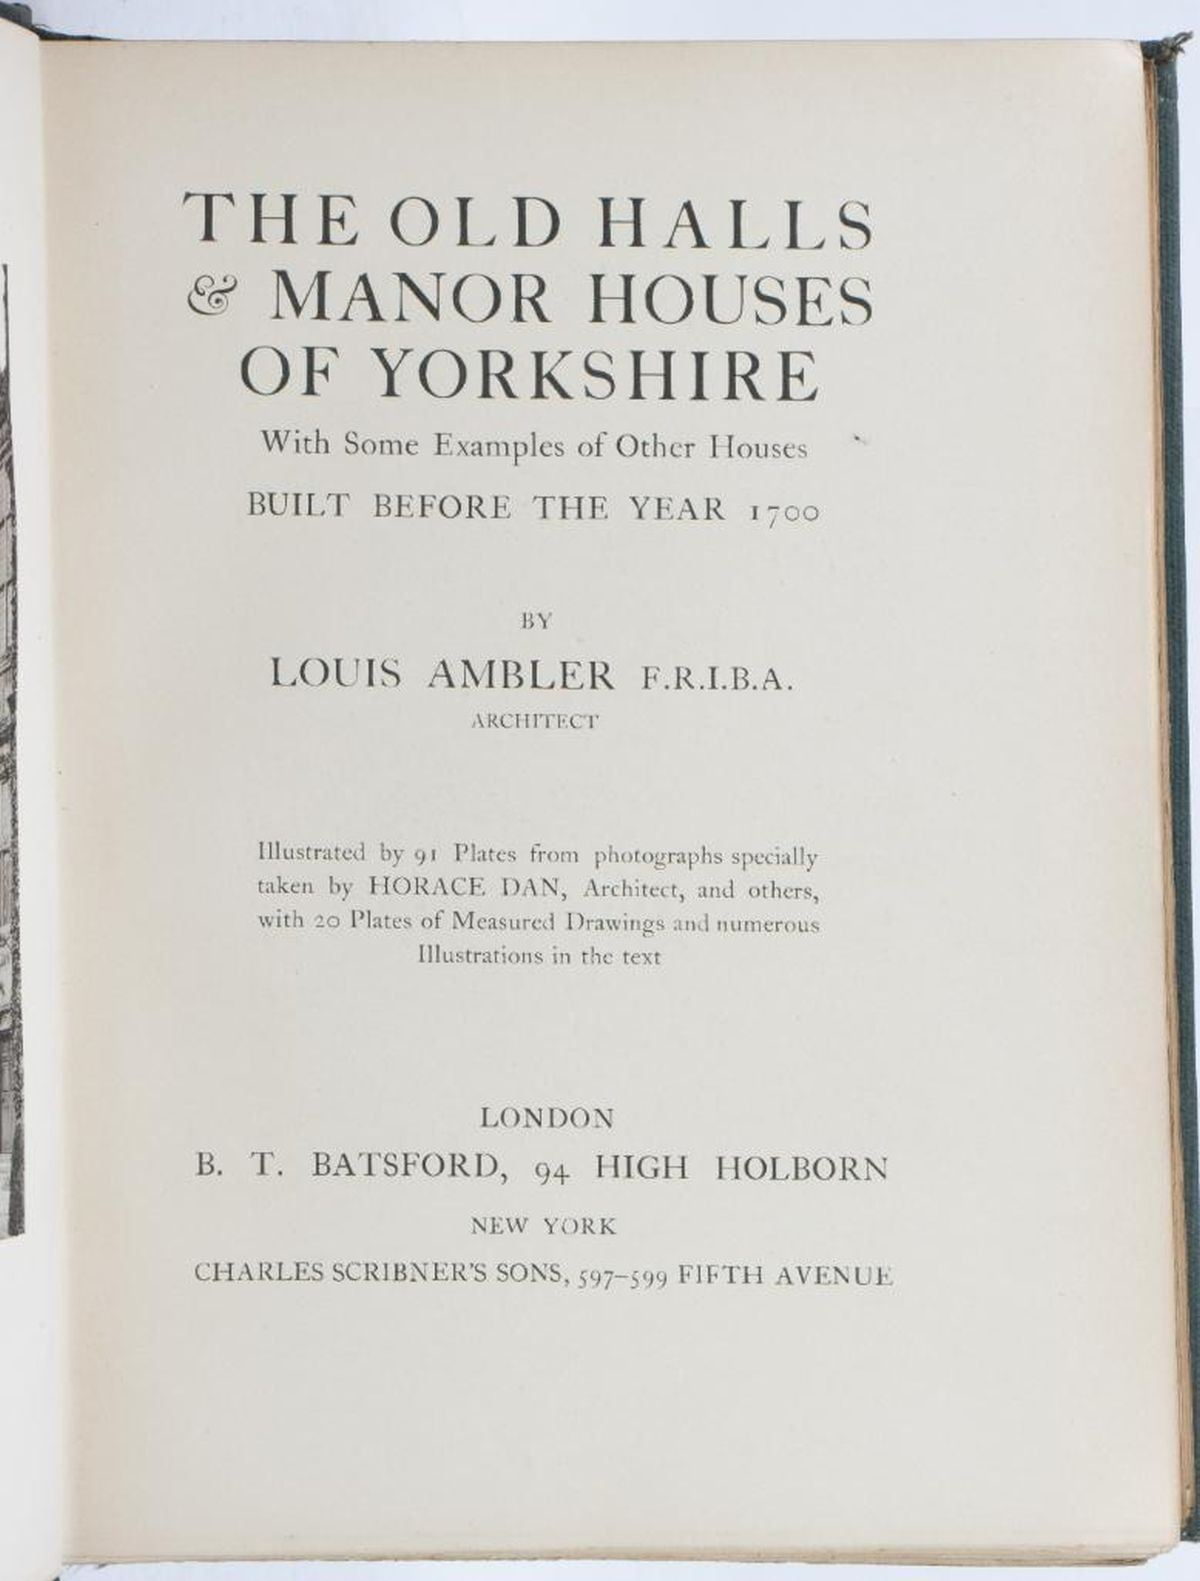 THE OLD HALLS
& MANOR HOUSES
OF YORKSHIRE
With Some Examples of Other Houses
BUILT BEFORE THE YEAR 1700
BY
LOUIS AMBLER F.R.I.B.A.
ARCHITECT
Illustrated by 91 Plates from photographs specially
taken by HORACE DAN, Architect, and others,
with 20 Plates of Measured Drawings and numerous
Illustrations in the text
LONDON
B. T. BATSFORD, 94 HIGH HOLBORN
NEW YORK
CHARLES SCRIBNER'S SONS, 597–599 FIFTH AVENUE